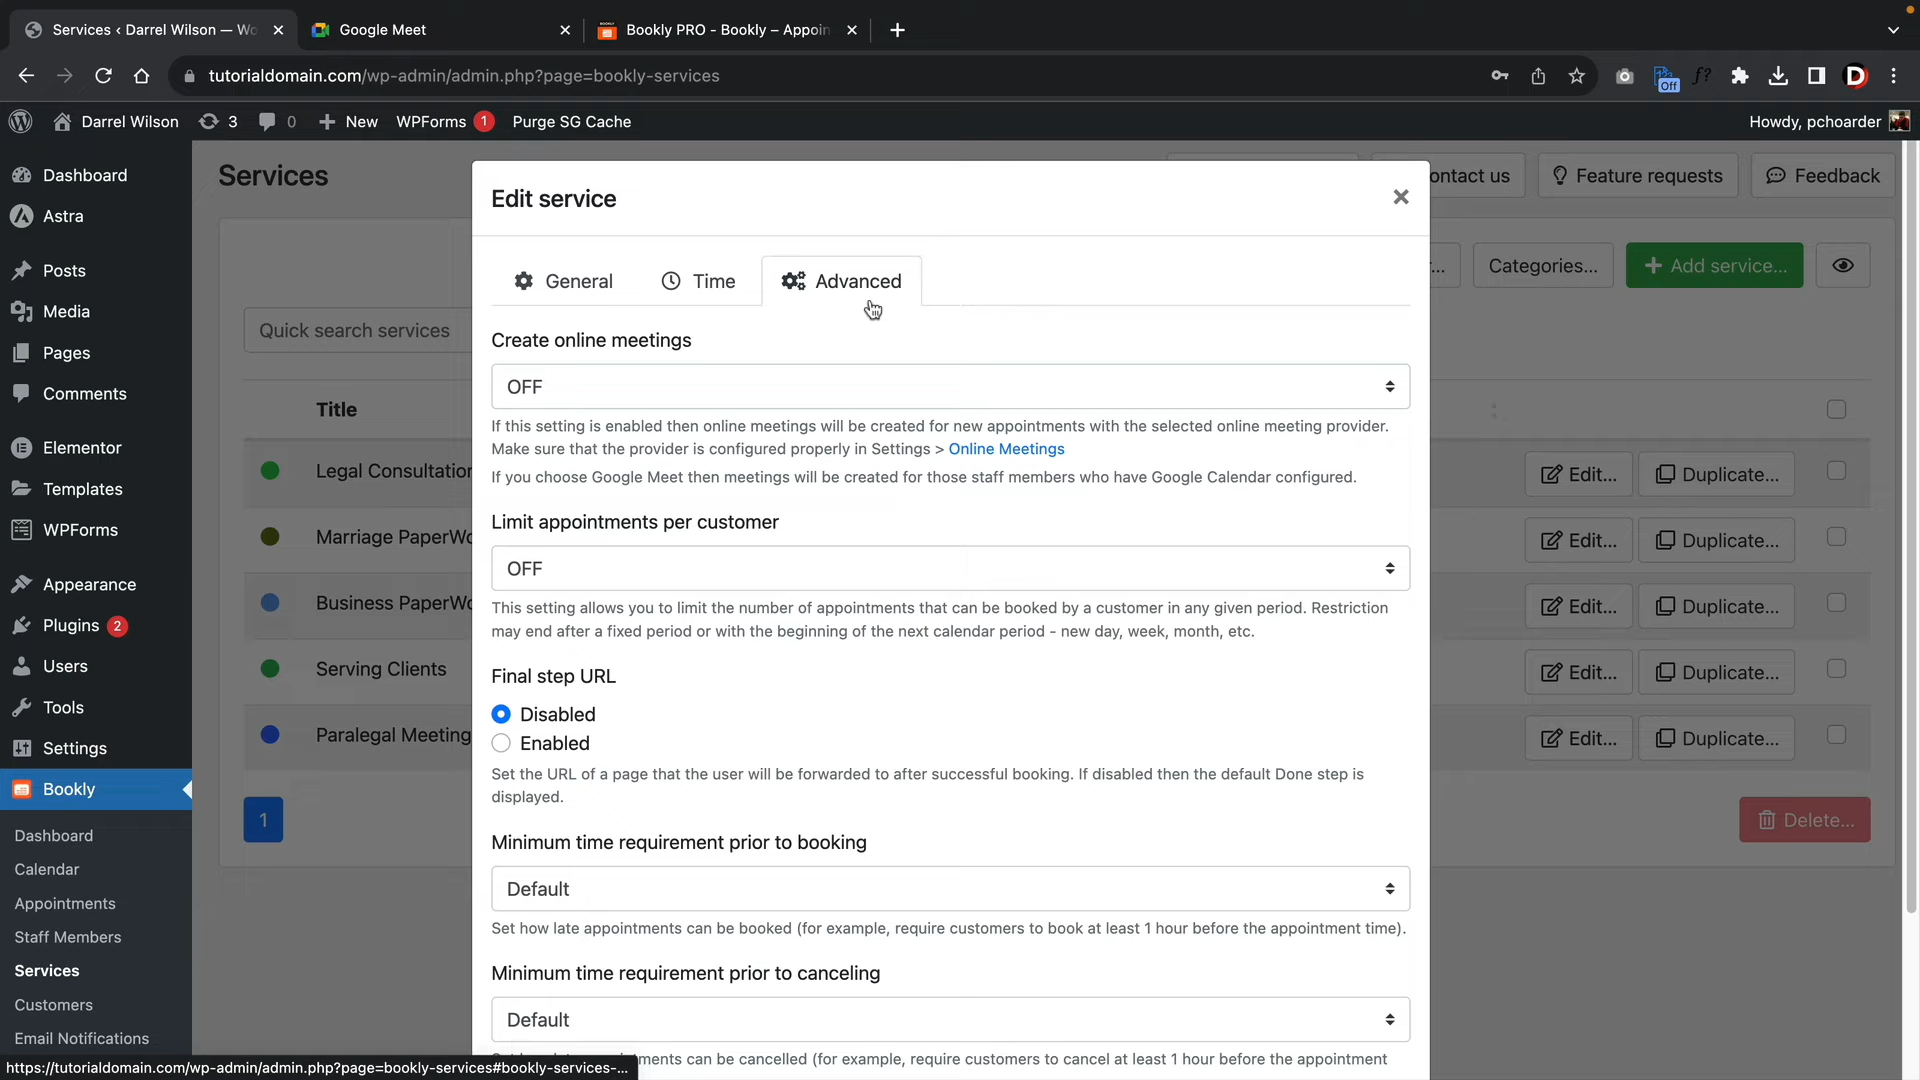 Services ‹ Darrel Wilson — Wo
Google Meet
Bookly PRO - Bookly – Appoin
tutorialdomain.com/wp-admin/admin.php?page=bookly-services
Off
f?
D
Darrel Wilson
3
0
New
WPForms 1
Purge SG Cache
Howdy, pchoarder
Dashboard
Astra
Posts
Media
Pages
Comments
Elementor
Templates
WPForms
Appearance
Plugins 2
Users
Tools
Settings
Bookly
Dashboard
Calendar
Appointments
Staff Members
Services
Customers
Email Notifications
https://tutorialdomain.com/wp-admin/admin.php?page=bookly-services#bookly-services-...
Services
ontact us
Feature requests
Feedback
Categories...
Add service...
Quick search services
Title
Legal Consultation
Edit...
Duplicate...
Marriage PaperWo
Edit...
Duplicate...
Business PaperWo
Edit...
Duplicate...
Serving Clients
Edit...
Duplicate...
Paralegal Meeting
Edit...
Duplicate...
1
Delete...
Edit service
General
Time
Advanced
Create online meetings
OFF
If this setting is enabled then online meetings will be created for new appointments with the selected online meeting provider.
Make sure that the provider is configured properly in Settings > Online Meetings
If you choose Google Meet then meetings will be created for those staff members who have Google Calendar configured.
Limit appointments per customer
OFF
This setting allows you to limit the number of appointments that can be booked by a customer in any given period. Restriction
may end after a fixed period or with the beginning of the next calendar period - new day, week, month, etc.
Final step URL
Disabled
Enabled
Set the URL of a page that the user will be forwarded to after successful booking. If disabled then the default Done step is
displayed.
Minimum time requirement prior to booking
Default
Set how late appointments can be booked (for example, require customers to book at least 1 hour before the appointment time).
Minimum time requirement prior to canceling
Default
can be cancelled (for example, require customers to cancel at least 1 hour before the appointment